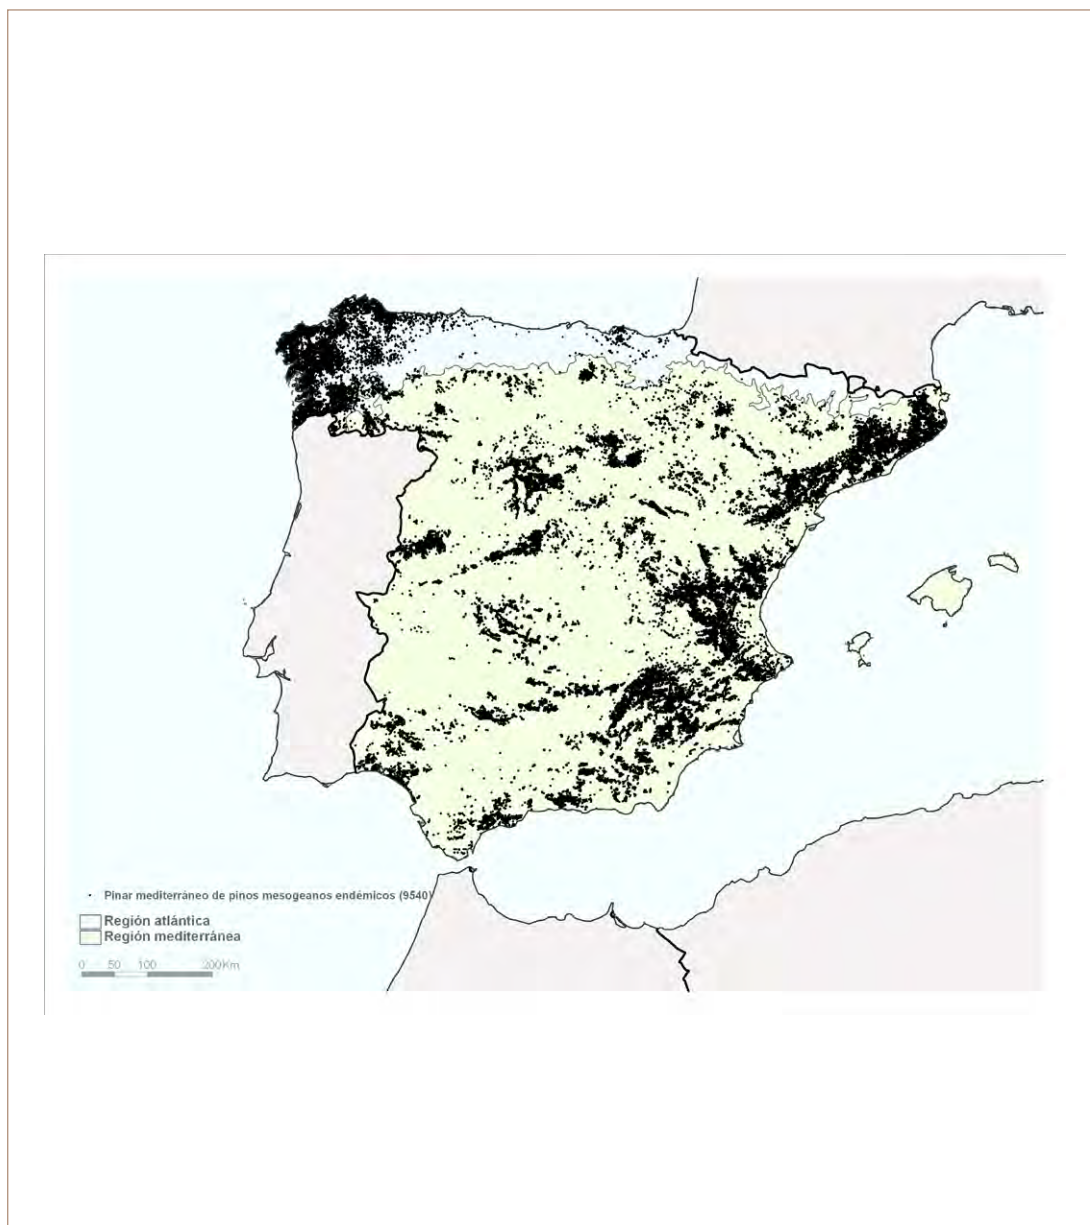 Pinar mediterráneo de pinos mesogeanos endémicos (9540)
Región atlántica
Región mediterránea
0 50 100 200Km